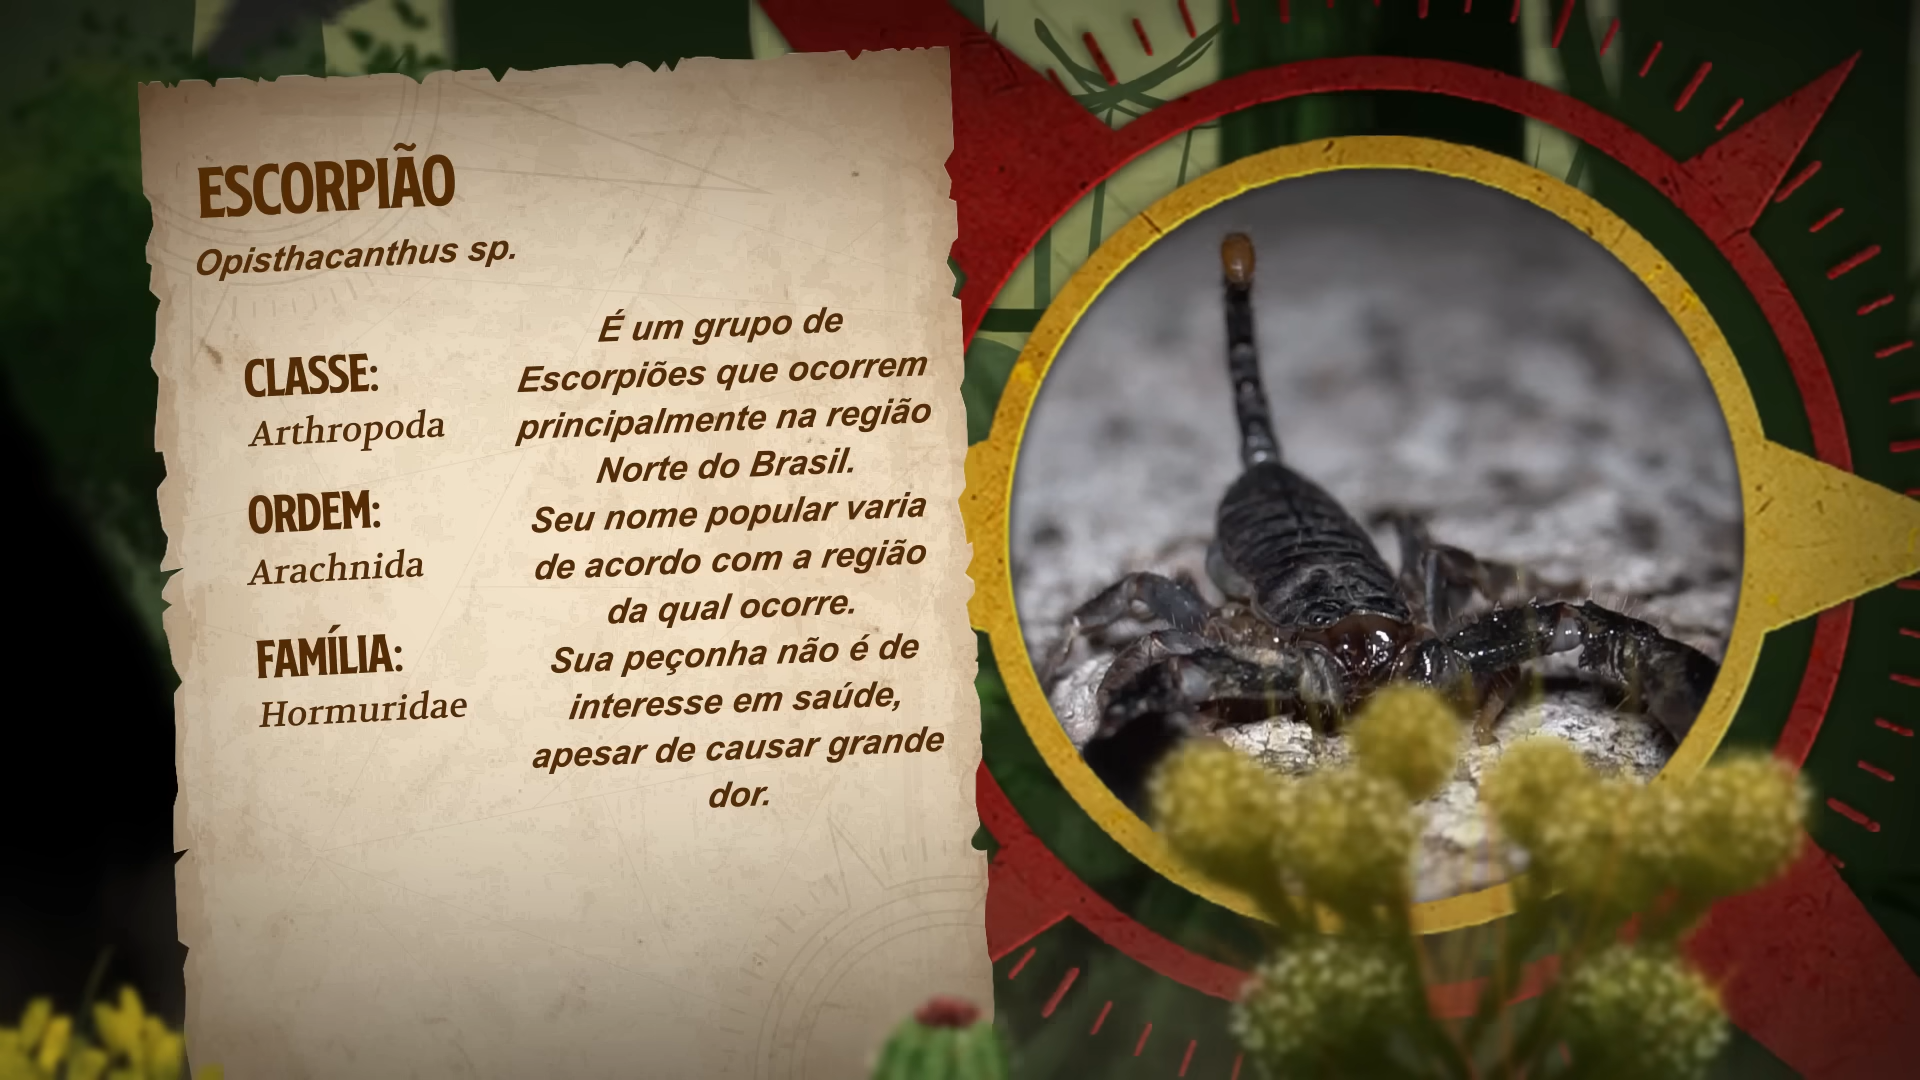 ESCORPIÃO
Opisthacanthus sp.
CLASSE:
Arthropoda
ORDEM:
Arachnida
FAMÍLIA:
Hormuridae
É um grupo de
Escorpiões que ocorrem
principalmente na região
Norte do Brasil.
Seu nome popular varia
de acordo com a região
da qual ocorre.
Sua peçonha não é de
interesse em saúde,
apesar de causar grande
dor.